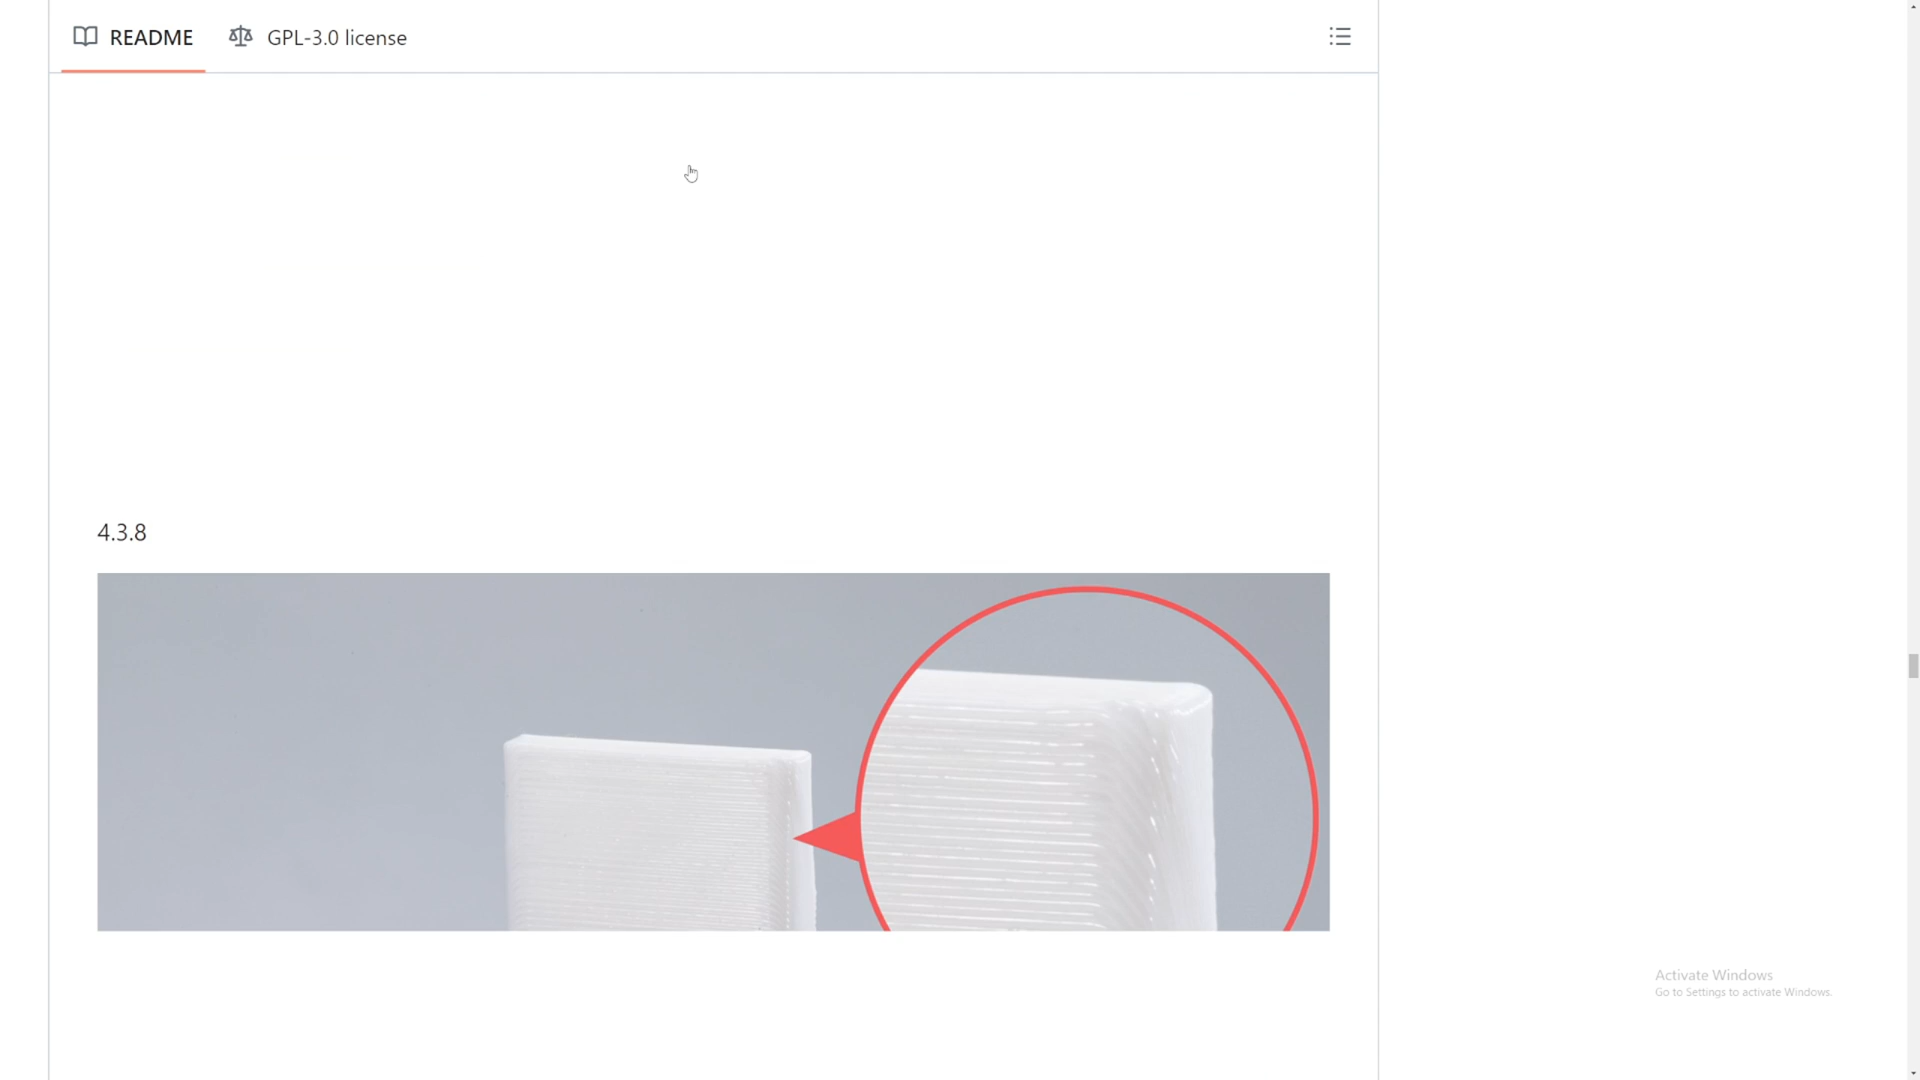 README
GPL-3.0 license
4.3.8
Activate Windows
Go to Settings to activate Windows.